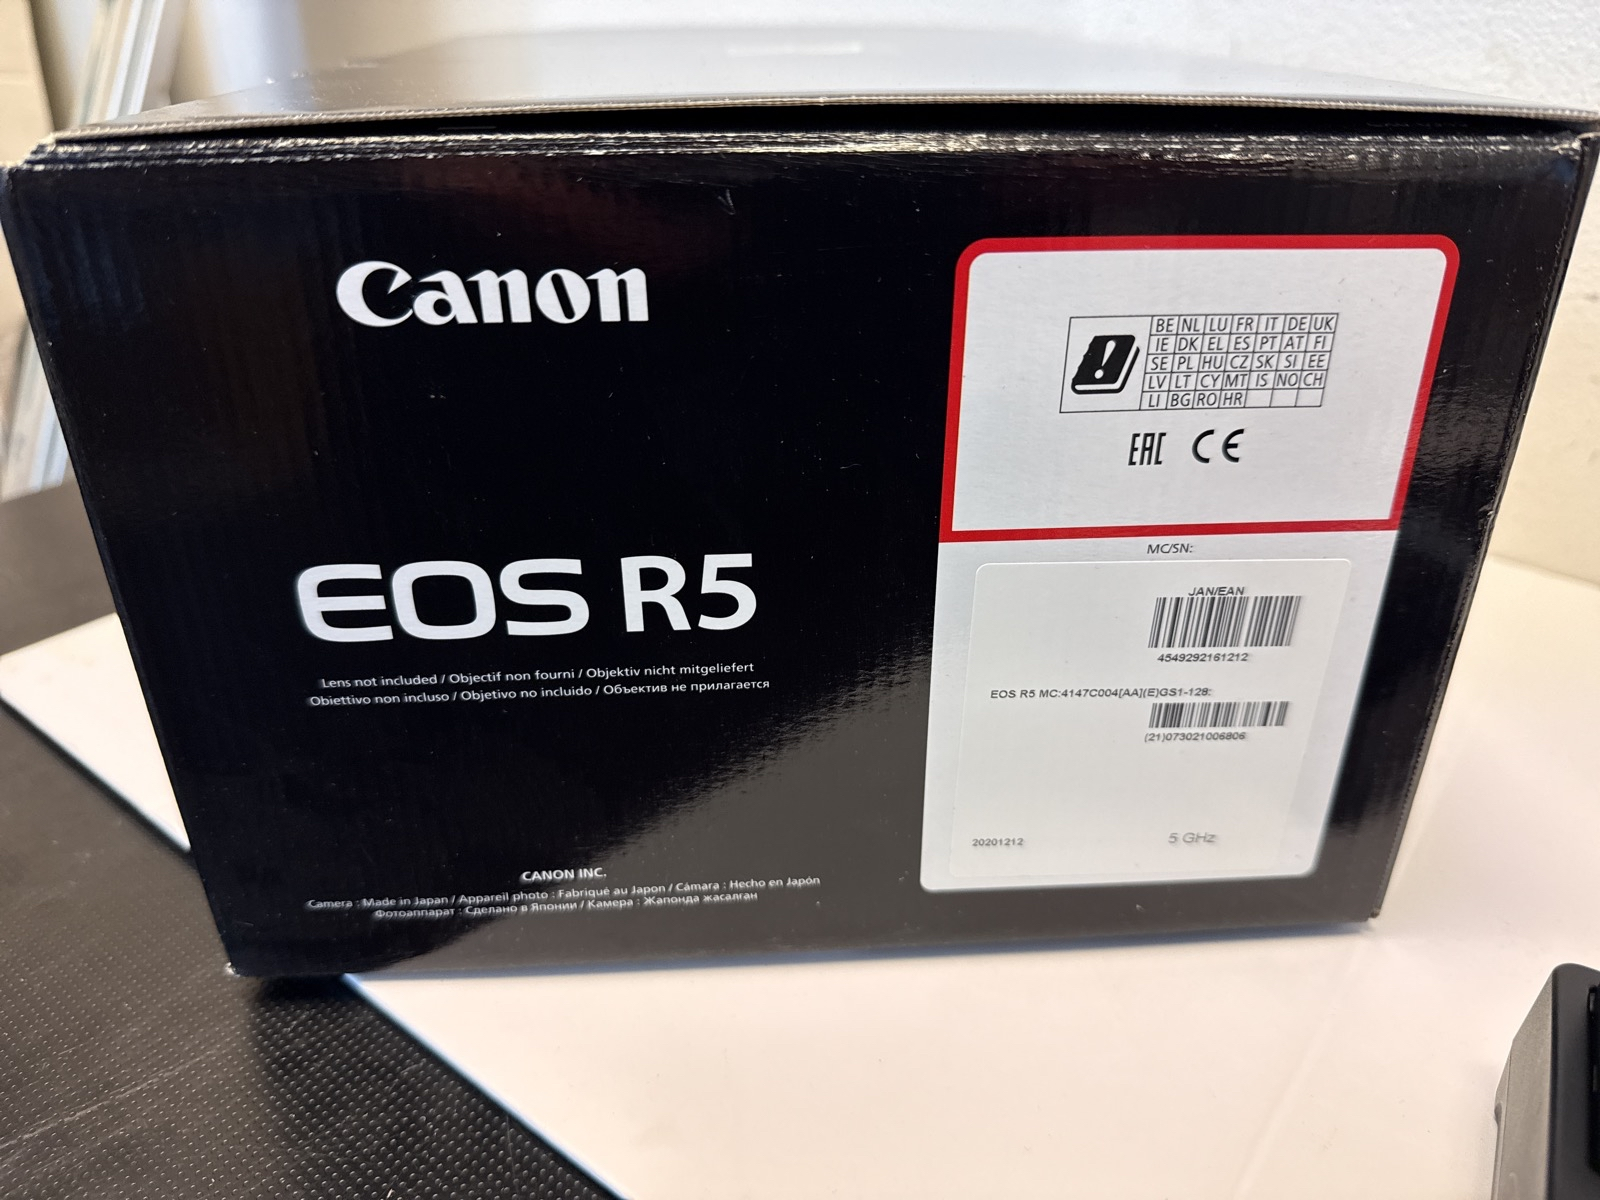 Canon
EOS R5
Lens not included / Objectif non fourni / Objektiv nicht mitgeliefert
Obiettivo non incluso / Objetivo no incluido / Объектив не прилагается
CANON INC.
Camera : Made in Japan / Appareil photo : Fabriqué au Japon / Cámara : Hecho en Japón
Фотоаппарат : Сделано в Японии / Камера : Жапонда жасалған
BE NL LU FR IT DE UK
IE DK EL ES PT AT FI
SE PL HU CZ SK SI EE
LV LT CY MT IS NO CH
LI BG RO HR
EAC CE
MC/SN:
JAN/EAN
4549292161212
EOS R5 MC:4147C004[AA](E)GS1-128:
(21)073021006806
20201212
5 GHz